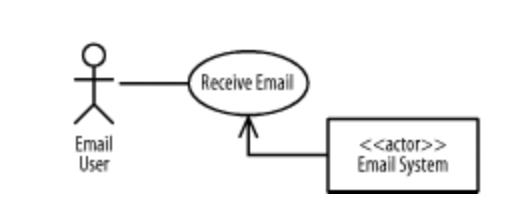 Receive Email
Email
User
<<actor>>
Email System